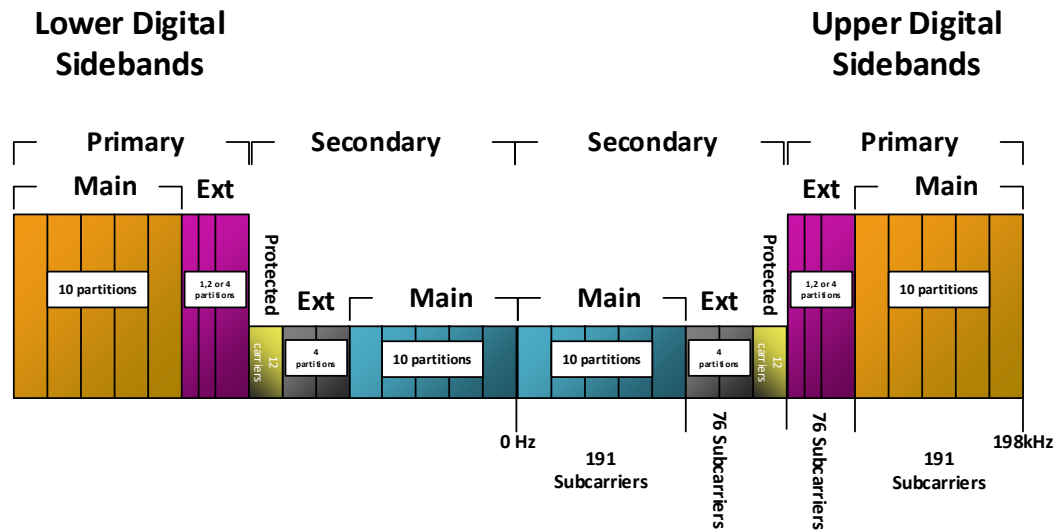 Lower Digital
Sidebands
Upper Digital
Sidebands
Primary
Secondary
Secondary
Primary
Main
Ext
Ext
Main
Protected
Protected
Ext
Main
Main
Ext
10 partitions
1,2 or 4
partitions
12
carriers
4
partitions
10 partitions
10 partitions
4
partitions
12
carriers
1,2 or 4
partitions
10 partitions
0 Hz
191
Subcarriers
76 Subcarriers
76 Subcarriers
191
Subcarriers
198kHz